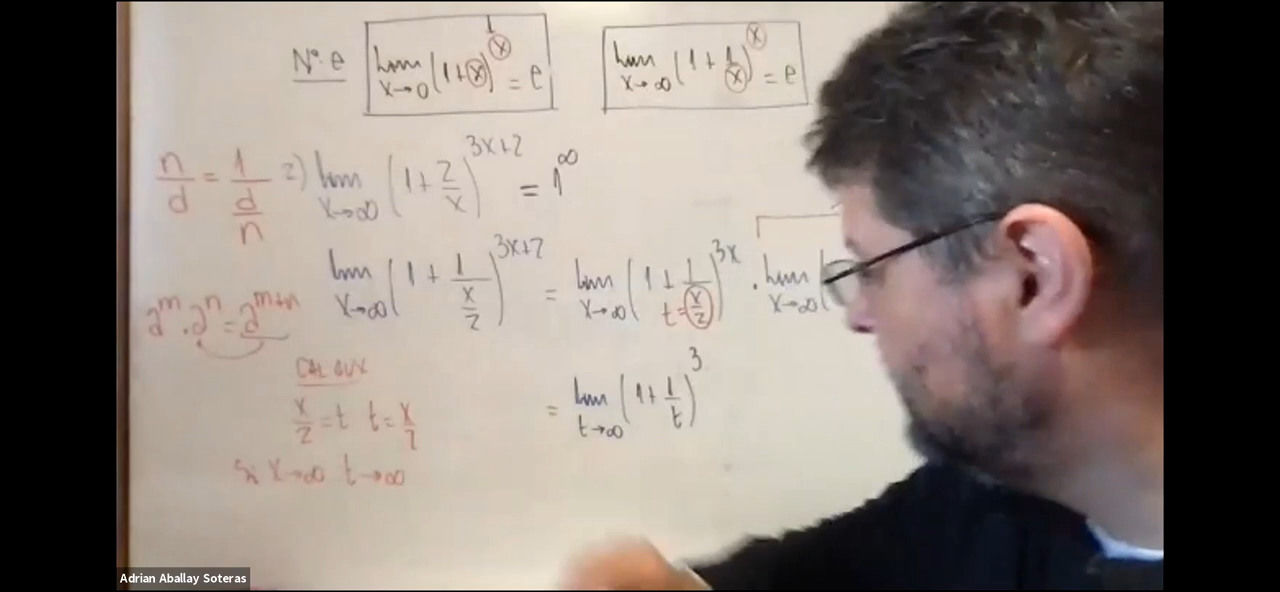 Nº e lim x→0 (1+x)^(1/x) = e lim x→∞ (1+1/x)^x = e
n/d = 1/(d/n) 2) lim x→∞ (1+2/x)^(3x+2) = 1^∞
lim x→∞ (1+1/(x/2))^(3x+2) = lim x→∞ (1+1/(t=x/2))^(3x) . lim x→∞ (
a^m . a^n = a^(m+n)
CAL AUX
x/2 = t t = x/2 = lim t→∞ (1+1/t)^3
Si x→∞ t→∞
Adrian Aballay Soteras